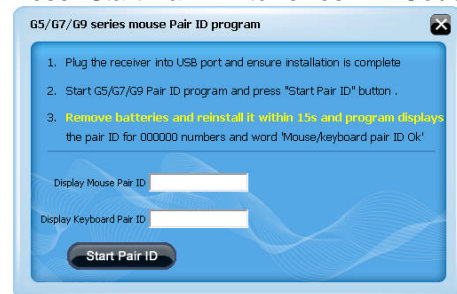 G5/G7/G9 series mouse Pair ID program
1. Plug the receiver into USB port and ensure installation is complete
2. Start G5/G7/G9 Pair ID program and press "Start Pair ID" button .
3. Remove batteries and reinstall it within 15s and program displays
the pair ID for 000000 numbers and word 'Mouse/keyboard pair ID Ok'
Display Mouse Pair ID
Display Keyboard Pair ID
Start Pair ID